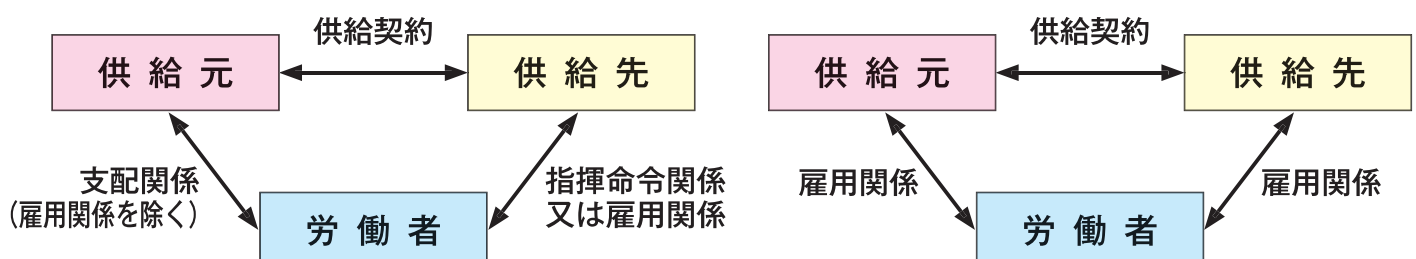 供給契約
供給元
供給先
支配関係
（雇用関係を除く）
指揮命令関係
又は雇用関係
労働者
供給契約
供給元
供給先
雇用関係
雇用関係
労働者